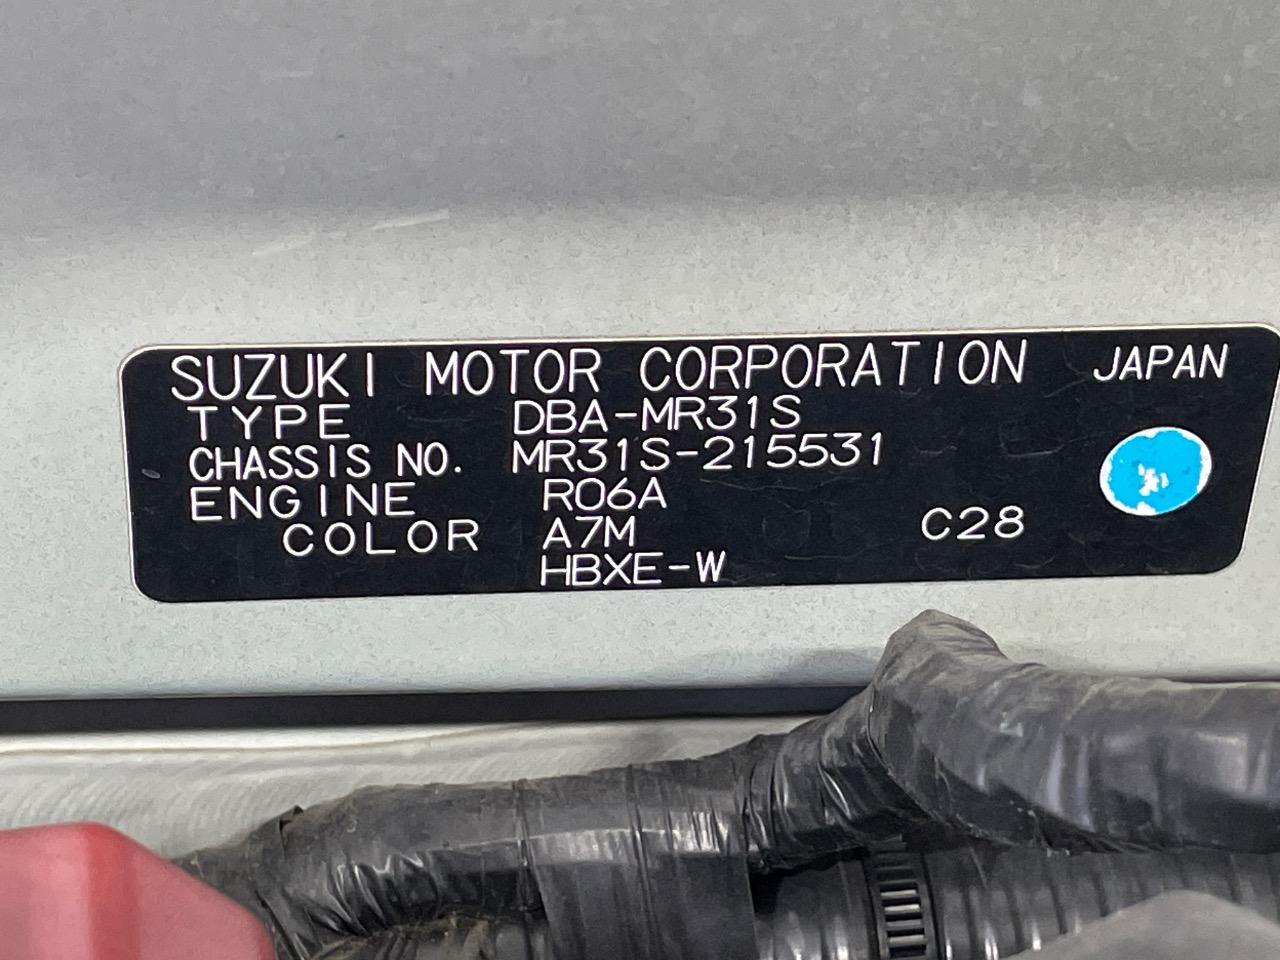 SUZUKI MOTOR CORPORATION JAPAN
TYPE DBA-MR31S
CHASSIS NO. MR31S-215531
ENGINE R06A
COLOR A7M C28
HBXE-W